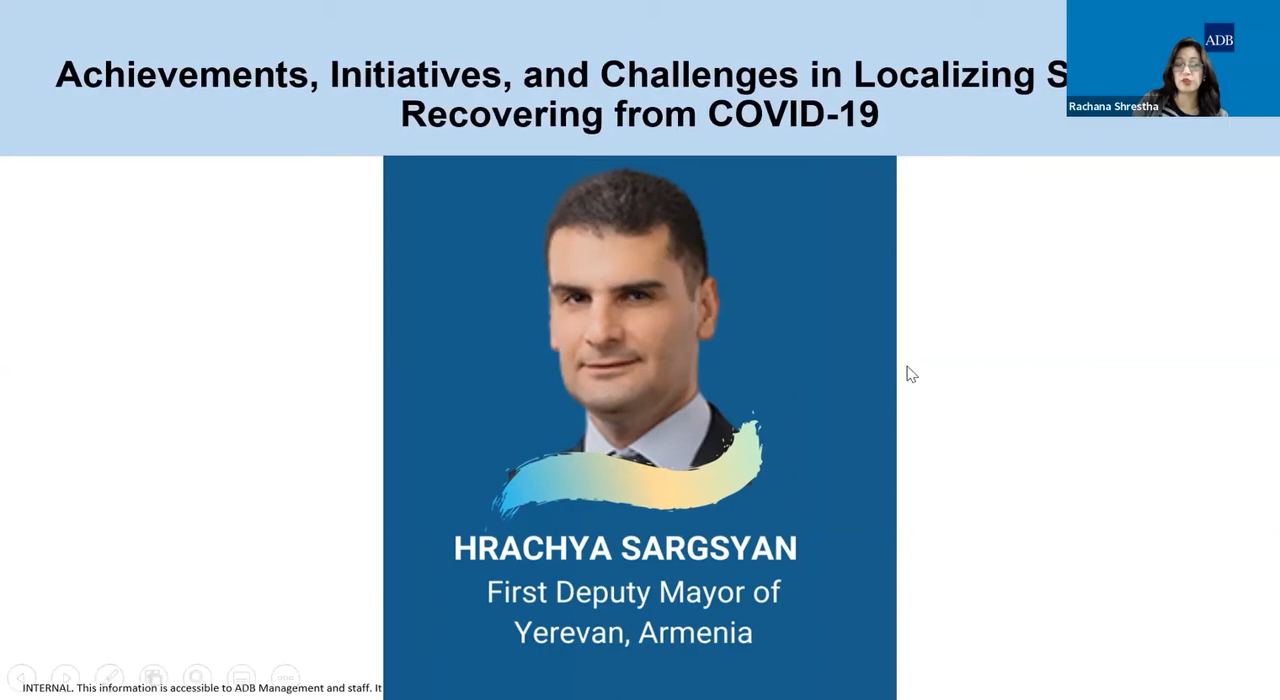 Achievements, Initiatives, and Challenges in Localizing S
Recovering from COVID-19
ADB
Rachana Shrestha
HRACHYA SARGSYAN
First Deputy Mayor of
Yerevan, Armenia
INTERNAL. This information is accessible to ADB Management and staff. It